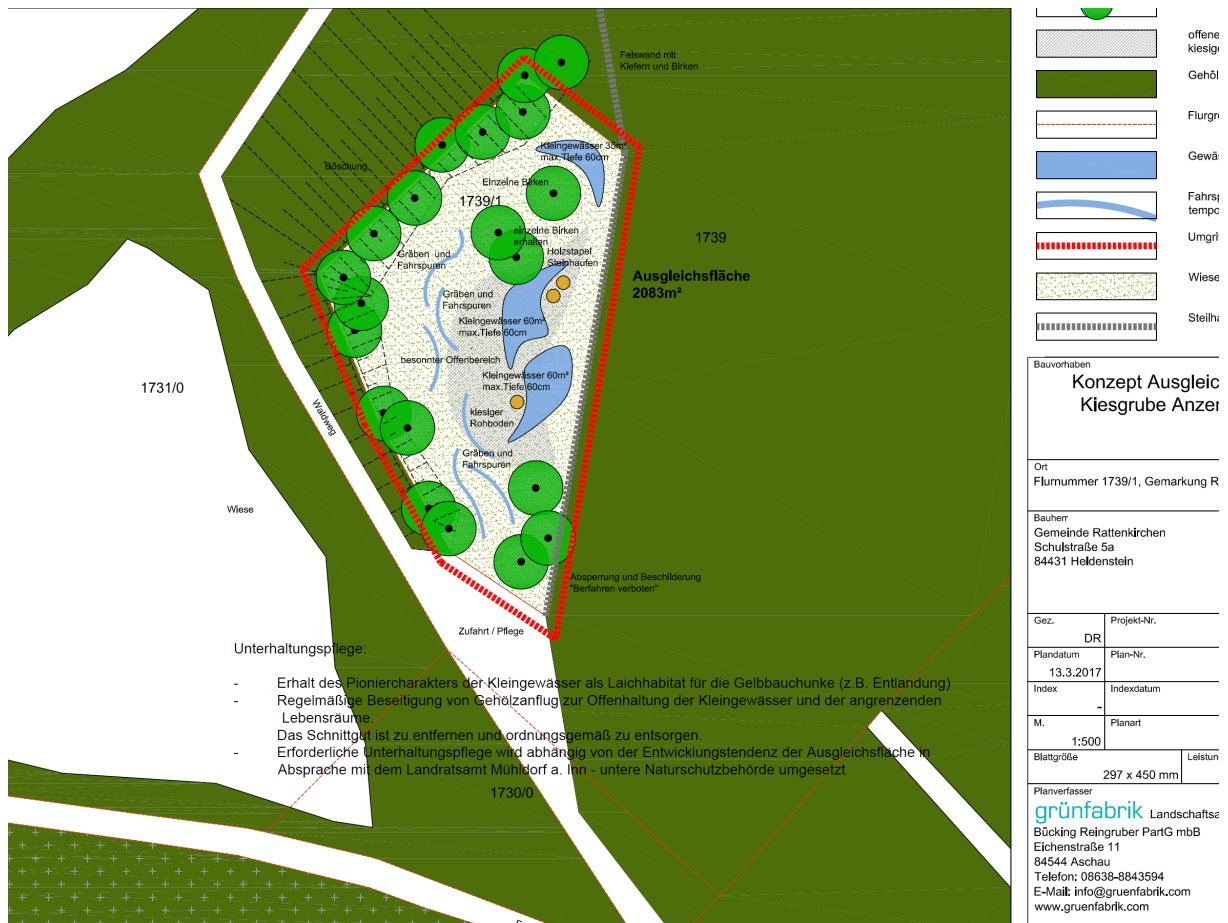 Felswand mit
Kiefern und Birken
Kleingewässer 35m²
max.Tiefe 60cm
Böschung
Einzelne Birken
1739/1
einzelne Birken
erhalten
1739
Gräben und
Fahrspuren
Holzstapel
Steinhaufen
Ausgleichsfläche
2083m²
Gräben und
Fahrspuren
Kleingewässer 60m²
max.Tiefe 60cm
besonnter Offenbereich
Kleingewässer 60m²
max.Tiefe 60cm
1731/0
Waldweg
kiesiger
Rohboden
Gräben und
Fahrspuren
Wiese
Absperrung und Beschilderung
"Berfahren verboten"
Zufahrt / Pflege
Unterhaltungspflege:
- Erhalt des Pioniercharakters der Kleingewässer als Laichhabitat für die Gelbbauchunke (z.B. Entlandung)
- Regelmäßige Beseitigung von Gehölzanflug zur Offenhaltung der Kleingewässer und der angrenzenden
Lebensräume.
Das Schnittgut ist zu entfernen und ordnungsgemäß zu entsorgen.
- Erforderliche Unterhaltungspflege wird abhängig von der Entwicklungstendenz der Ausgleichsfläche in
Absprache mit dem Landratsamt Mühldorf a. Inn - untere Naturschutzbehörde umgesetzt
1730/0
offene
kiesige
Gehöl
Flurgre
Gewäs
Fahrsp
tempo
Umgri
Wiese
Steilha
Bauvorhaben
Konzept Ausgleic
Kiesgrube Anzen
Ort
Flurnummer 1739/1, Gemarkung R
Bauherr
Gemeinde Rattenkirchen
Schulstraße 5a
84431 Heldenstein
Gez. Projekt-Nr.
DR
Plandatum Plan-Nr.
13.3.2017
Index Indexdatum
-
M. Planart
1:500
Blattgröße Leistun
297 x 450 mm
Planverfasser
grünfabrik Landschaftsa
Bücking Reingruber PartG mbB
Eichenstraße 11
84544 Aschau
Telefon: 08638-8843594
E-Mail: info@gruenfabrik.com
www.gruenfabrik.com